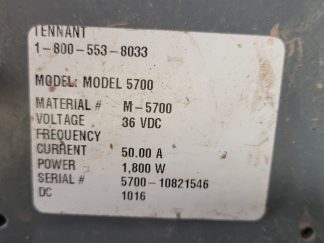 TENNANT
1-800-553-8033
MODEL: MODEL 5700
MATERIAL # M-5700
VOLTAGE 36 VDC
FREQUENCY
CURRENT 50.00 A
POWER 1,800 W
SERIAL # 5700-10821546
DC 1016